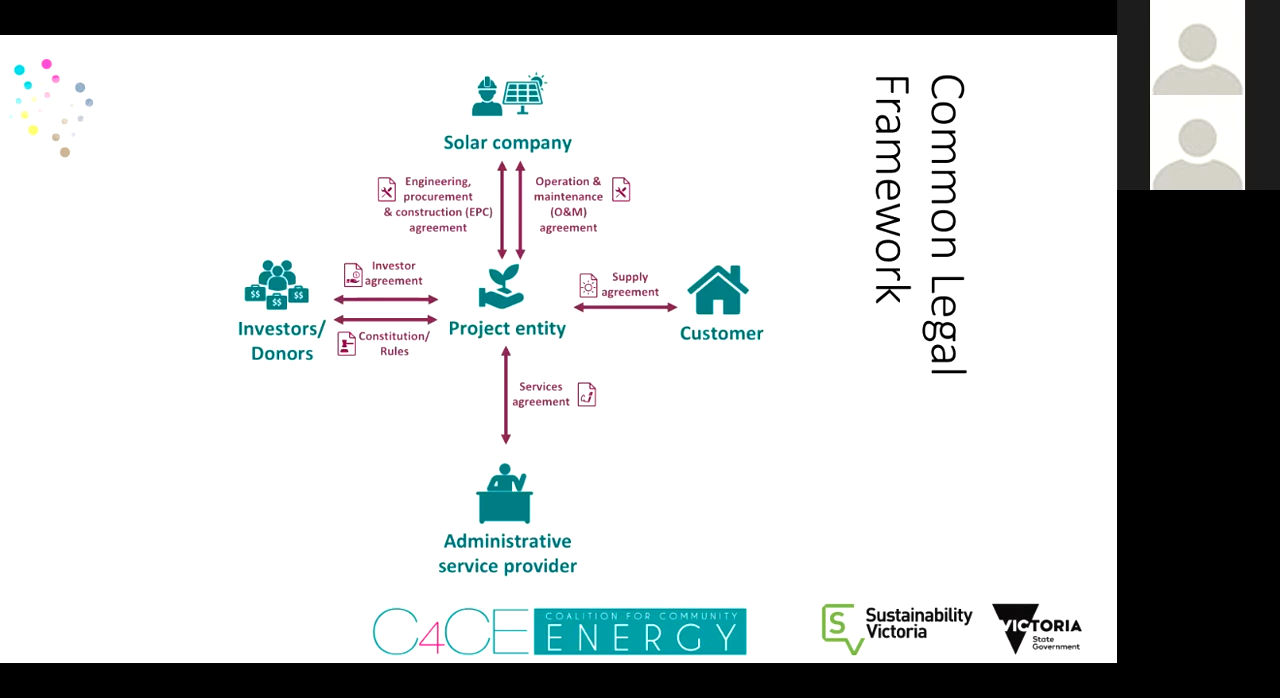 Common Legal
Framework
Solar company
Engineering,
procurement
& construction (EPC)
agreement
Operation &
maintenance
(O&M)
agreement
Investor
agreement
Constitution/
Rules
Investors/
Donors
$$
$$
$$
Project entity
Supply
agreement
Customer
Services
agreement
Administrative
service provider
C4CE
COALITION FOR COMMUNITY
ENERGY
S
Sustainability
Victoria
VICTORIA
State
Government